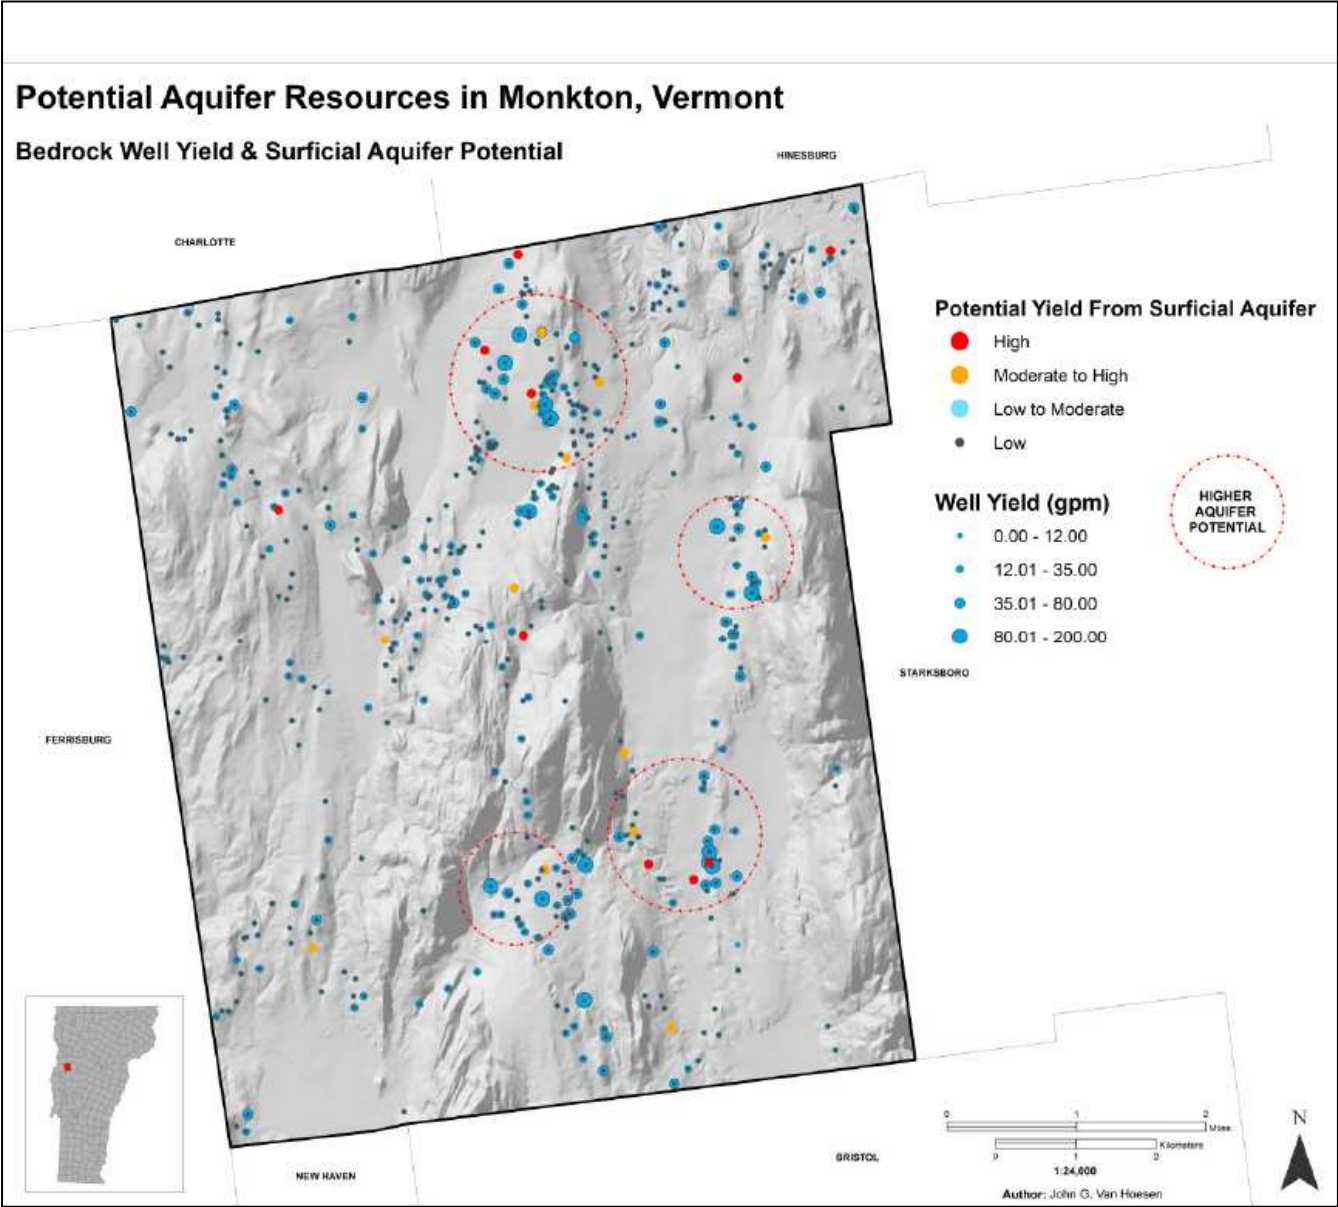 Potential Aquifer Resources in Monkton, Vermont
Bedrock Well Yield & Surficial Aquifer Potential
HINESBURG
CHARLOTTE
Potential Yield From Surficial Aquifer
High
Moderate to High
Low to Moderate
Low
Well Yield (gpm)
0.00 - 12.00
12.01 - 35.00
35.01 - 80.00
80.01 - 200.00
HIGHER
AQUIFER
POTENTIAL
STARKSBORO
FERRISBURG
NEW HAVEN
BRISTOL
0 1 2
Miles
Kilometers
0 1 2
1:24,000
Author: John G. Van Hoesen
N